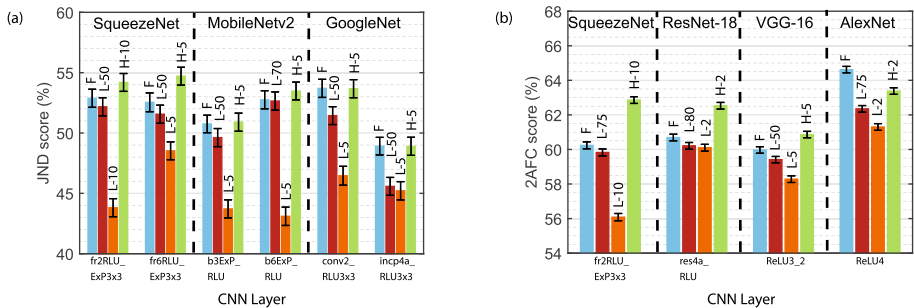 (a)
SqueezeNet MobileNetv2 GoogleNet
JND score (%)
60
55
50
45
40
F L-50 L-10 H-10
F L-50 L-5 H-5
F L-50 L-5 H-5
F L-70 L-5 H-5
F L-50 L-5 H-5
F L-50 L-5 H-5
fr2RLU_ fr6RLU_ b3ExP_ b6ExP_ conv2_ incp4a_
ExP3x3 ExP3x3 RLU RLU RLU3x3 RLU3x3
CNN Layer
(b)
SqueezeNet ResNet-18 VGG-16 AlexNet
2AFC score (%)
68
66
64
62
60
58
56
54
F L-75 L-10 H-10
F L-80 L-2 H-2
F L-50 L-5 H-5
F L-75 L-2 H-2
fr2RLU_ res4a_ ReLU3_2 ReLU4
ExP3x3 RLU
CNN Layer